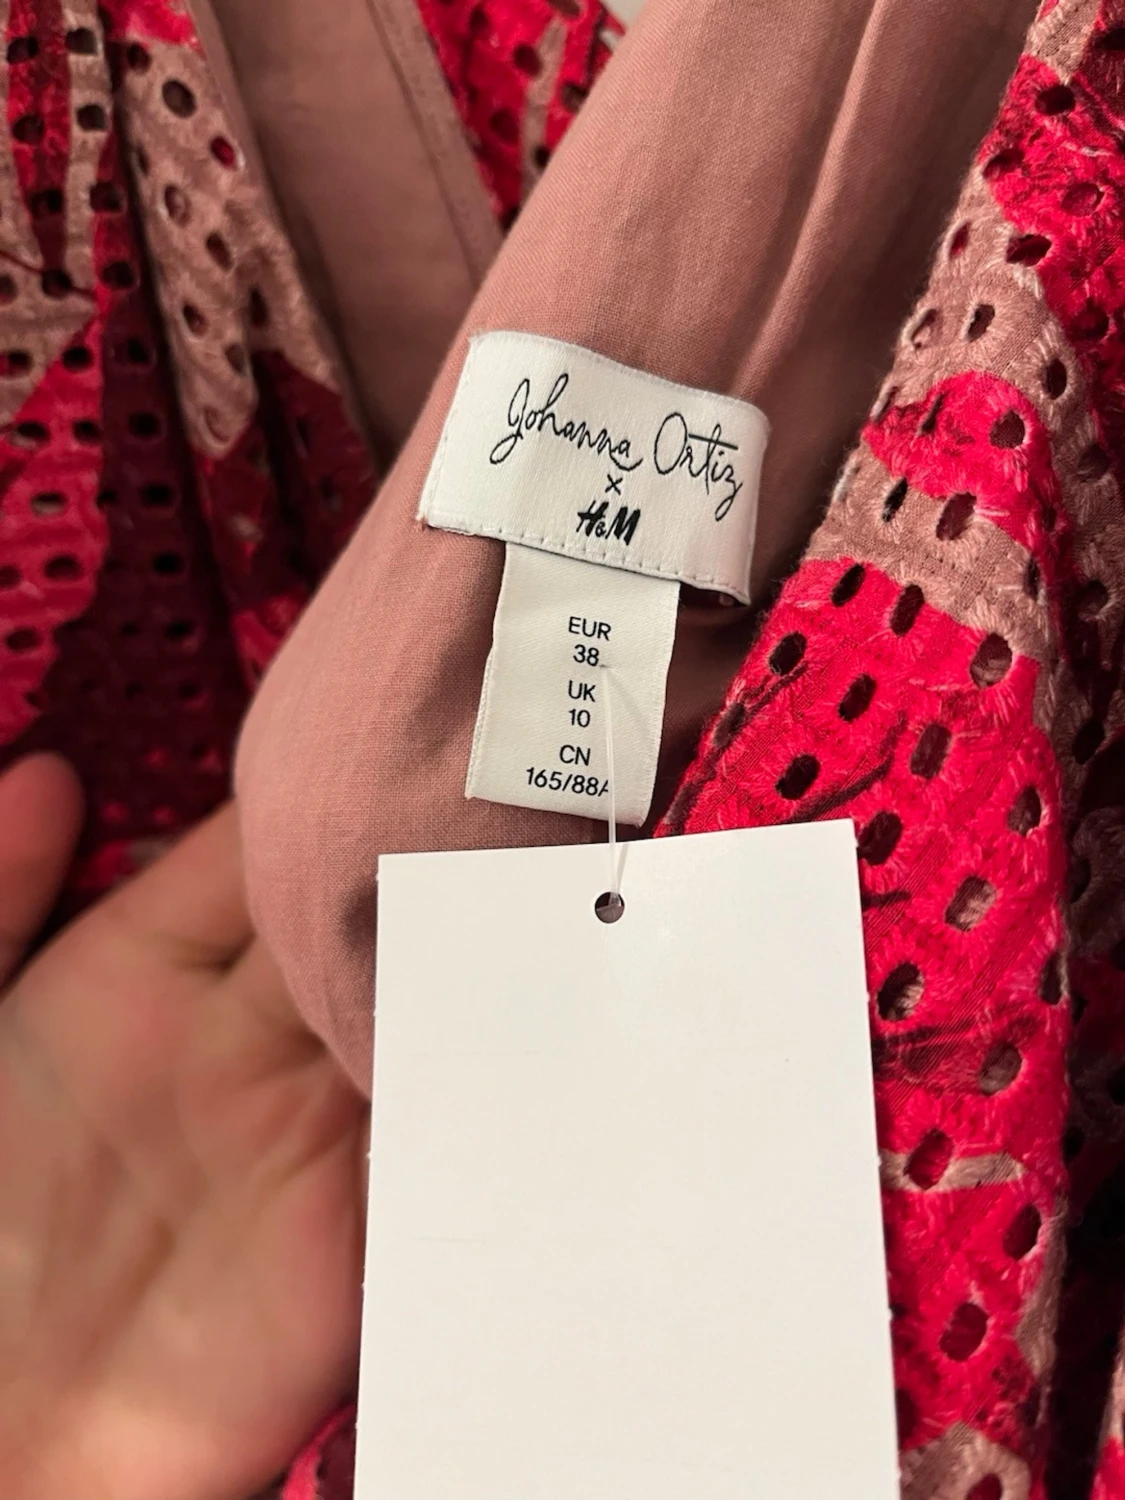 Johanna Ortiz
x
H&M
EUR
38
UK
10
CN
165/88A